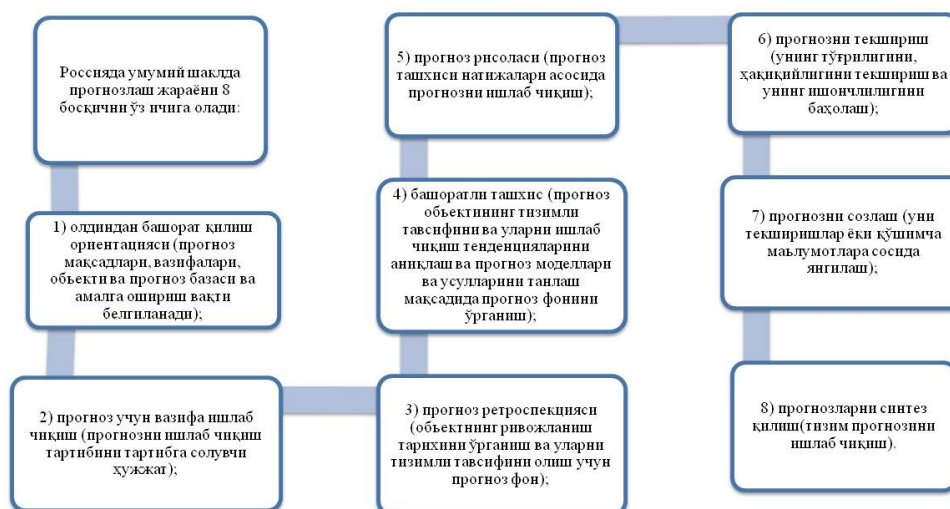 Россияда умумий шаклда
прогнозлаш жараёни 8
босқични ўз ичига олади:
1) олдиндан башорат қилиш
ориентацияси (прогноз
мақсадлари, вазифалари,
объекти ва прогноз базаси ва
амалга ошириш вақти
белгиланади);
2) прогноз учун вазифа ишлаб
чиқиш (прогнозни ишлаб чиқиш
тартибини тартибга солувчи
ҳужжат);
3) прогноз ретроспекцияси
(объектнинг ривожланиш
тарихини ўрганиш ва уларни
тизимли тавсифини олиш учун
прогноз фон);
4) башоратли ташхис (прогноз
объектининг тизимли
тавсифини ва уларни ишлаб
чиқиш тенденцияларини
аниқлаш ва прогноз моделлари
ва усулларини танлаш
мақсадида прогноз фонини
ўрганиш);
5) прогноз рисоласи (прогноз
ташхиси натижалари асосида
прогнозни ишлаб чиқиш);
6) прогнозни текшириш
(унинг тўғрилигини,
ҳақиқийлигини текшириш ва
унинг ишончлилигини
баҳолаш);
7) прогнозни созлаш (уни
текширишлар ёки қўшимча
маълумотлара сосида
янгилаш);
8) прогнозларни синтез
қилиш(тизим прогнозини
ишлаб чиқиш).